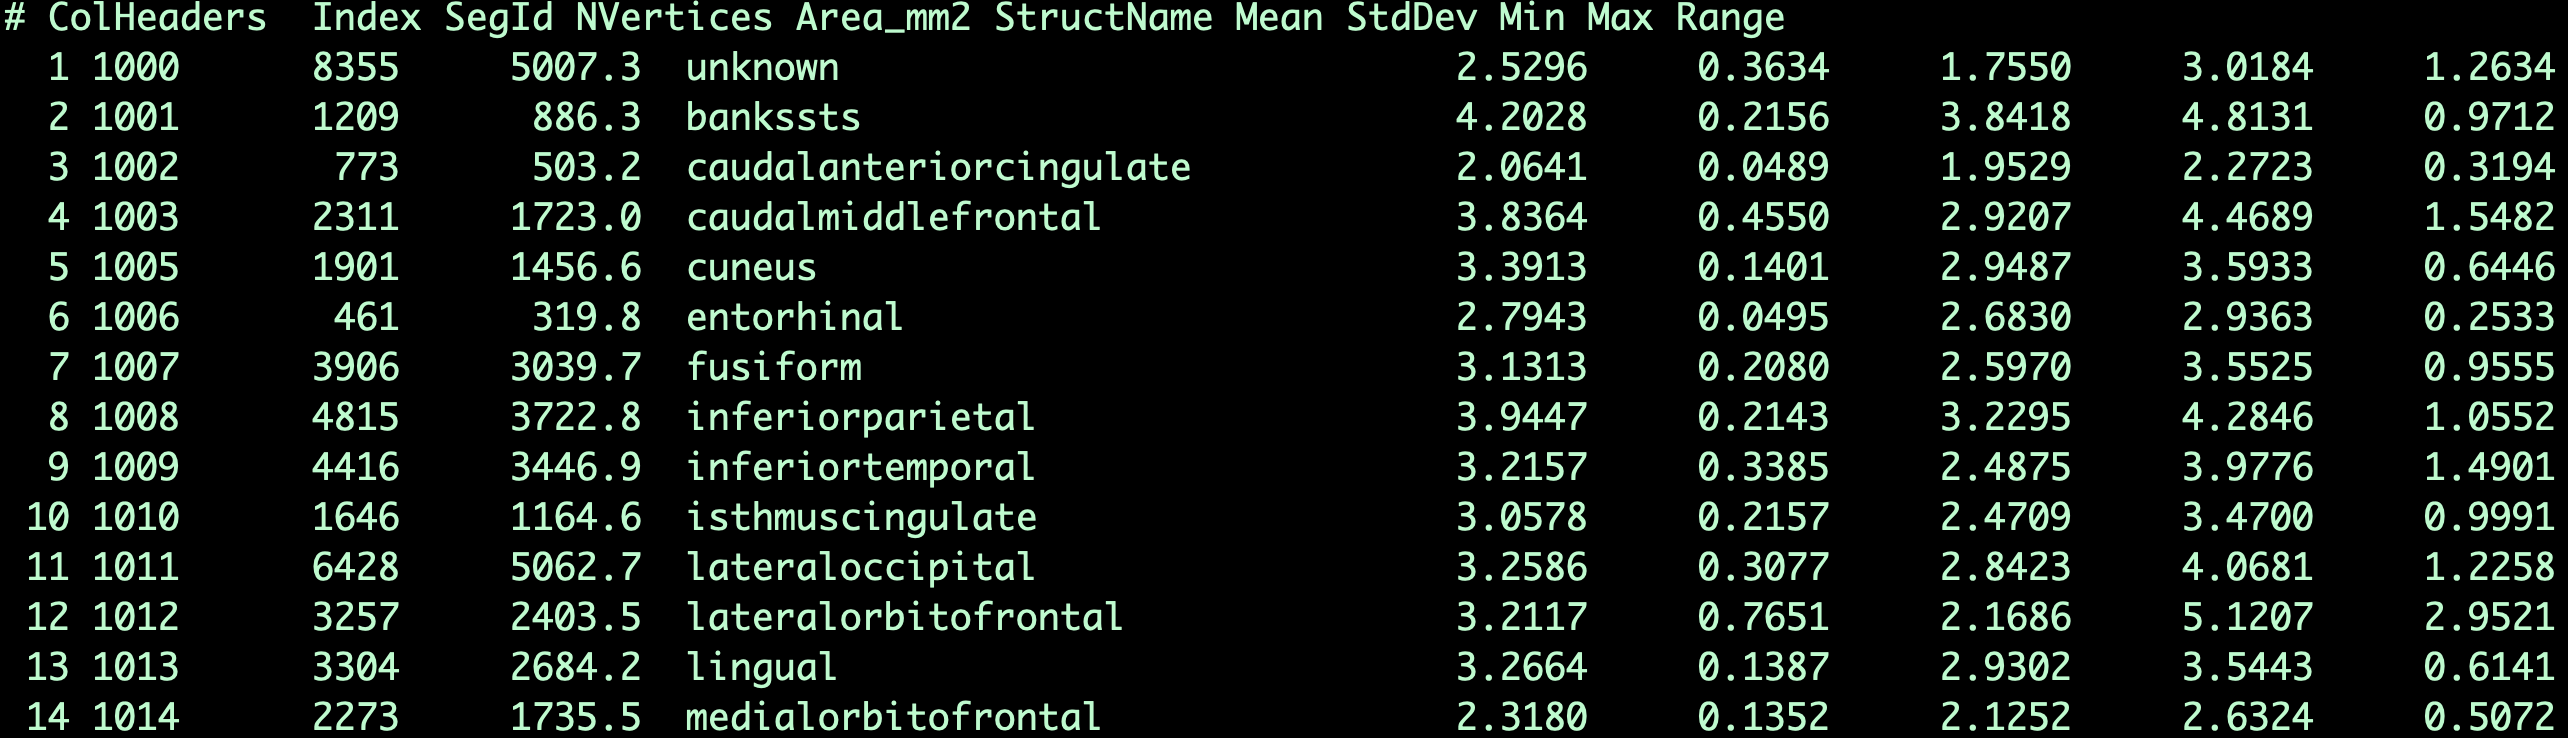 # ColHeaders  Index SegId NVertices Area_mm2 StructName Mean StdDev Min Max Range
  1 1000      8355     5007.3  unknown                            2.5296     0.3634     1.7550     3.0184     1.2634
  2 1001      1209      886.3  bankssts                           4.2028     0.2156     3.8418     4.8131     0.9712
  3 1002       773      503.2  caudalanteriorcingulate            2.0641     0.0489     1.9529     2.2723     0.3194
  4 1003      2311     1723.0  caudalmiddlefrontal                3.8364     0.4550     2.9207     4.4689     1.5482
  5 1005      1901     1456.6  cuneus                             3.3913     0.1401     2.9487     3.5933     0.6446
  6 1006       461      319.8  entorhinal                         2.7943     0.0495     2.6830     2.9363     0.2533
  7 1007      3906     3039.7  fusiform                           3.1313     0.2080     2.5970     3.5525     0.9555
  8 1008      4815     3722.8  inferiorparietal                   3.9447     0.2143     3.2295     4.2846     1.0552
  9 1009      4416     3446.9  inferiortemporal                   3.2157     0.3385     2.4875     3.9776     1.4901
 10 1010      1646     1164.6  isthmuscingulate                   3.0578     0.2157     2.4709     3.4700     0.9991
 11 1011      6428     5062.7  lateraloccipital                   3.2586     0.3077     2.8423     4.0681     1.2258
 12 1012      3257     2403.5  lateralorbitofrontal               3.2117     0.7651     2.1686     5.1207     2.9521
 13 1013      3304     2684.2  lingual                            3.2664     0.1387     2.9302     3.5443     0.6141
 14 1014      2273     1735.5  medialorbitofrontal                2.3180     0.1352     2.1252     2.6324     0.5072